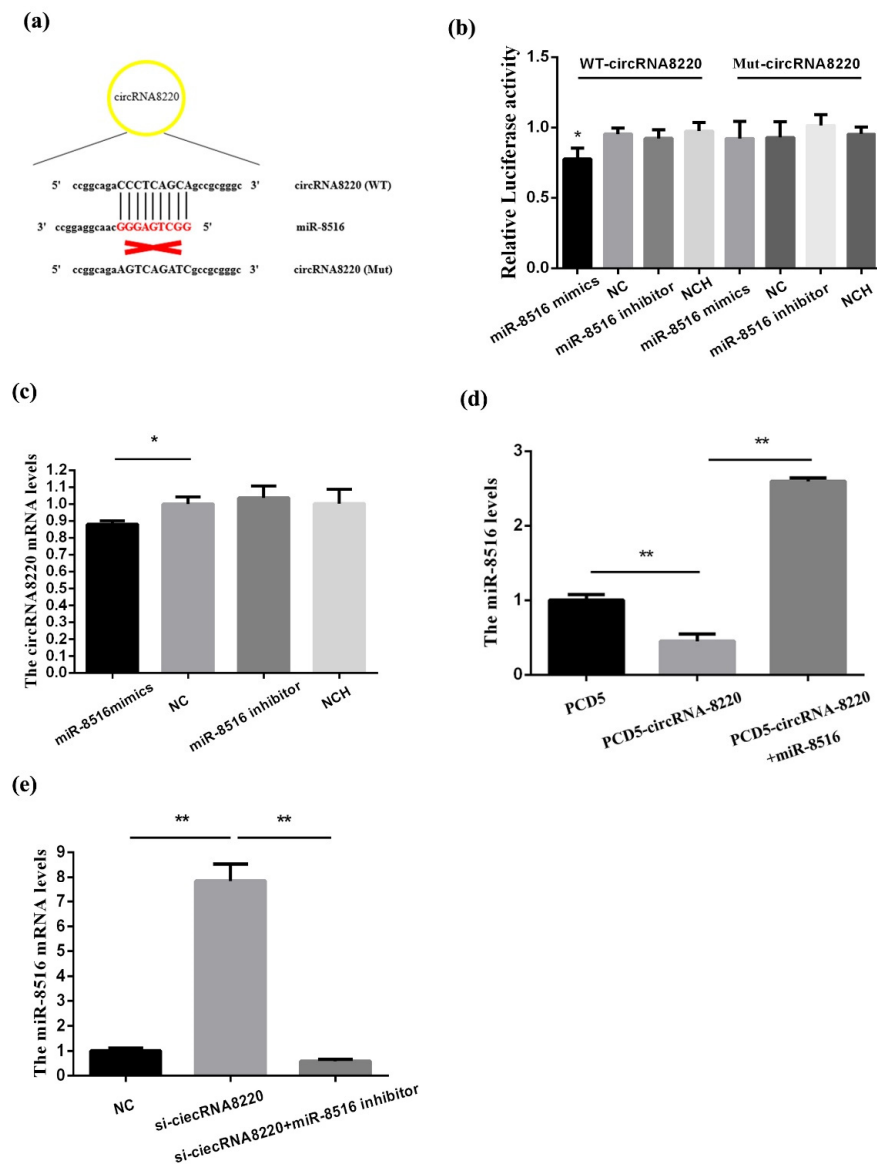 (a)
circRNA8220
5' ccggcagaCCCTCAGCAgccgcgggc 3' circRNA8220 (WT)
3' ccggaggcaacGGGAGTCGG 5' miR-8516
5' ccggcagaAGTCAGATCgccgcgggc 3' circRNA8220 (Mut)
(b)
Relative Luciferase activity
1.5
1.0
0.5
0.0
WT-circRNA8220 Mut-circRNA8220
*
miR-8516 mimics
NC
miR-8516 inhibitor
NCH
miR-8516 mimics
NC
miR-8516 inhibitor
NCH
(c)
The circRNA8220 mRNA levels
1.2
1.1
1.0
0.9
0.8
0.7
0.6
0.5
0.4
0.3
0.2
0.1
0.0
*
miR-8516mimics
NC
miR-8516 inhibitor
NCH
(d)
The miR-8516 levels
3
2
1
0
**
**
PCD5
PCD5-circRNA-8220
PCD5-circRNA-8220
+miR-8516
(e)
The miR-8516 mRNA levels
9
8
7
6
5
4
3
2
1
0
** **
NC
si-ciecRNA8220
si-ciecRNA8220+miR-8516 inhibitor